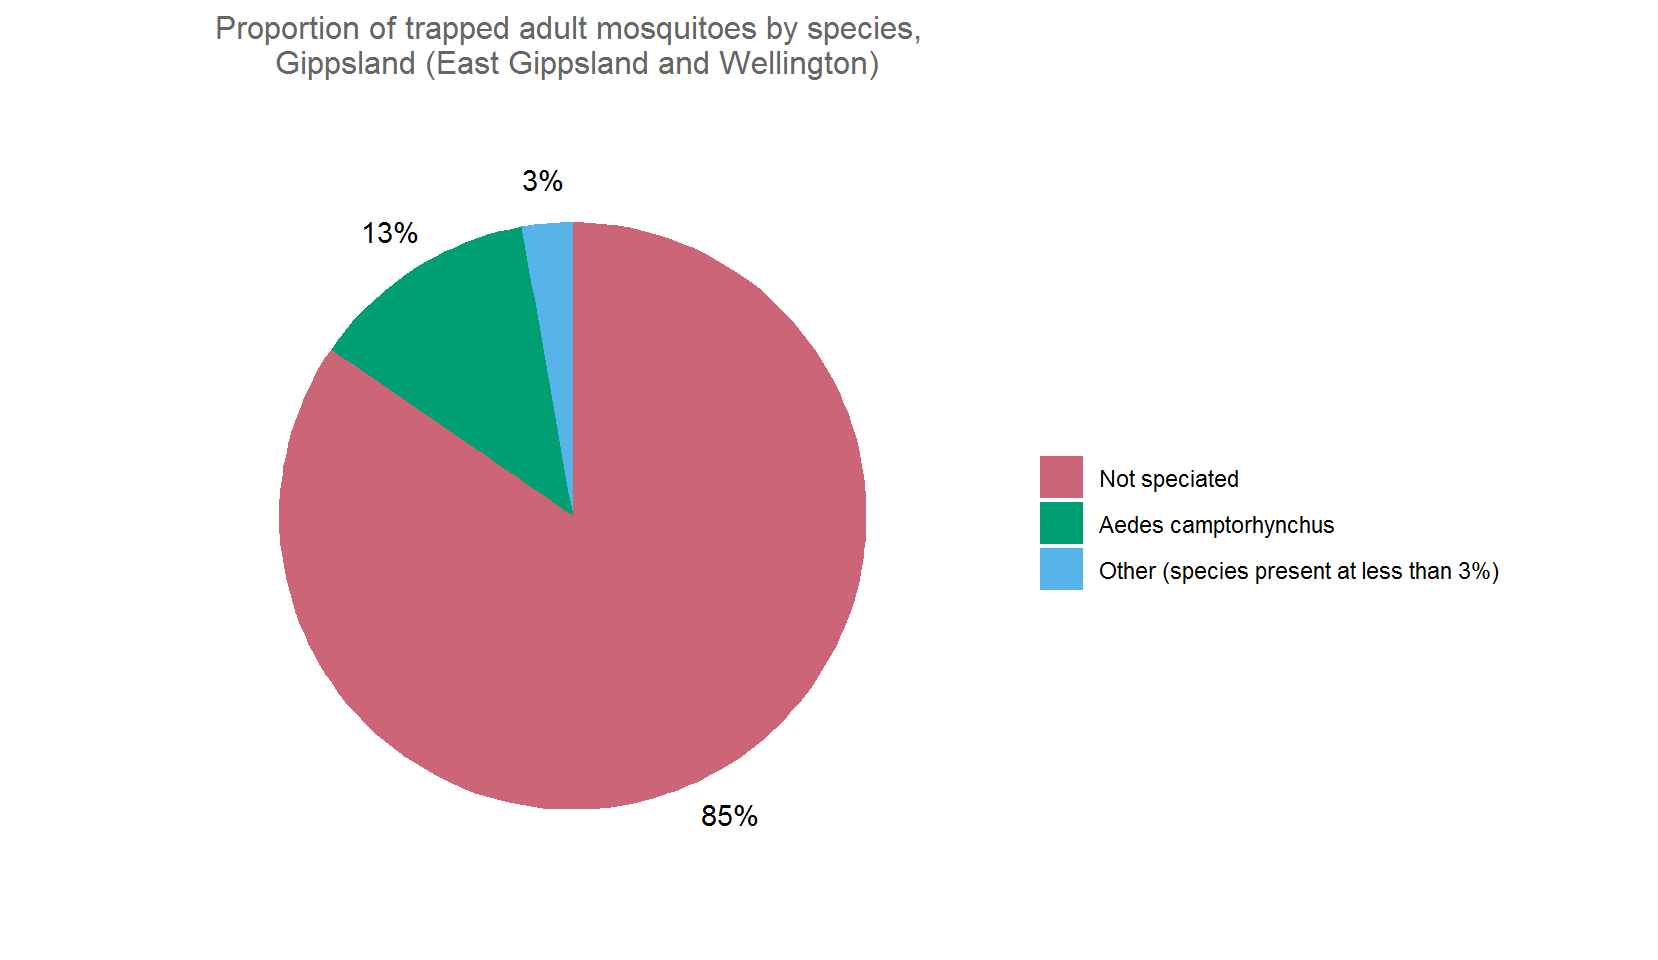 Proportion of trapped adult mosquitoes by species,
Gippsland (East Gippsland and Wellington)
3%
13%
85%
Not speciated
Aedes camptorhynchus
Other (species present at less than 3%)